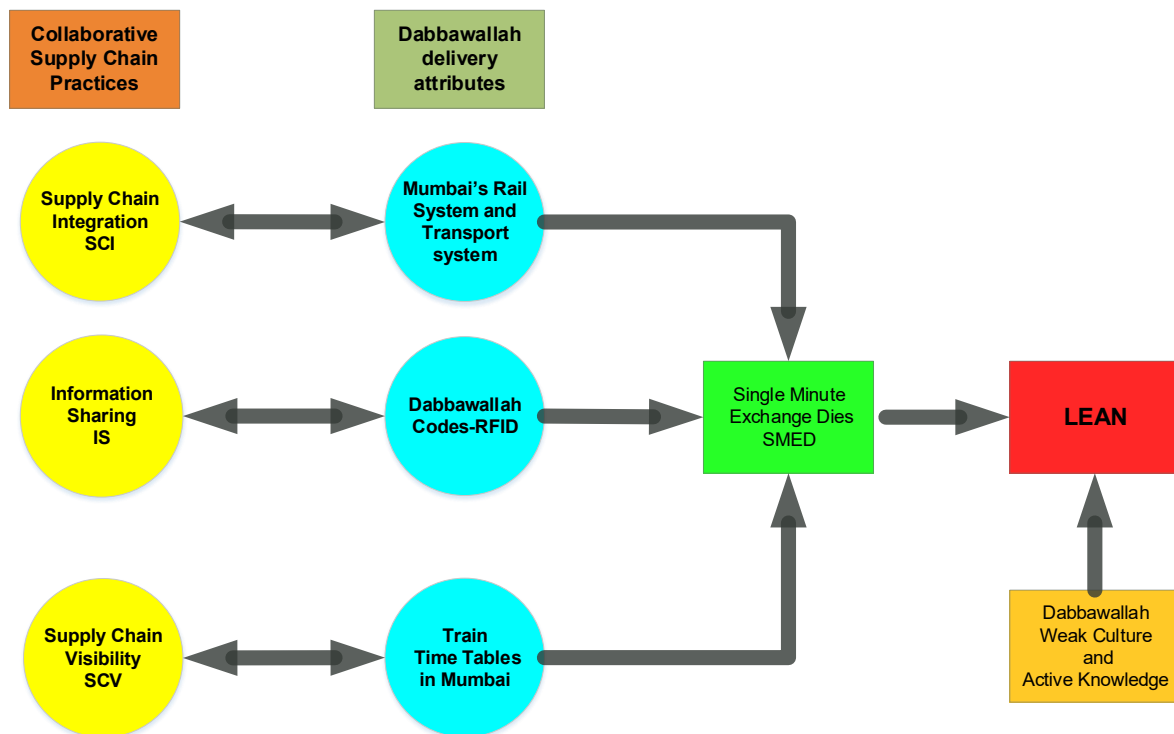 Collaborative
Supply Chain
Practices
Dabbawallah
delivery
attributes
Supply Chain
Integration
SCI
Mumbai’s Rail
System and
Transport
system
Information
Sharing
IS
Dabbawallah
Codes-RFID
Single Minute
Exchange Dies
SMED
LEAN
Supply Chain
Visibility
SCV
Train
Time Tables
in Mumbai
Dabbawallah
Weak Culture
and
Active Knowledge